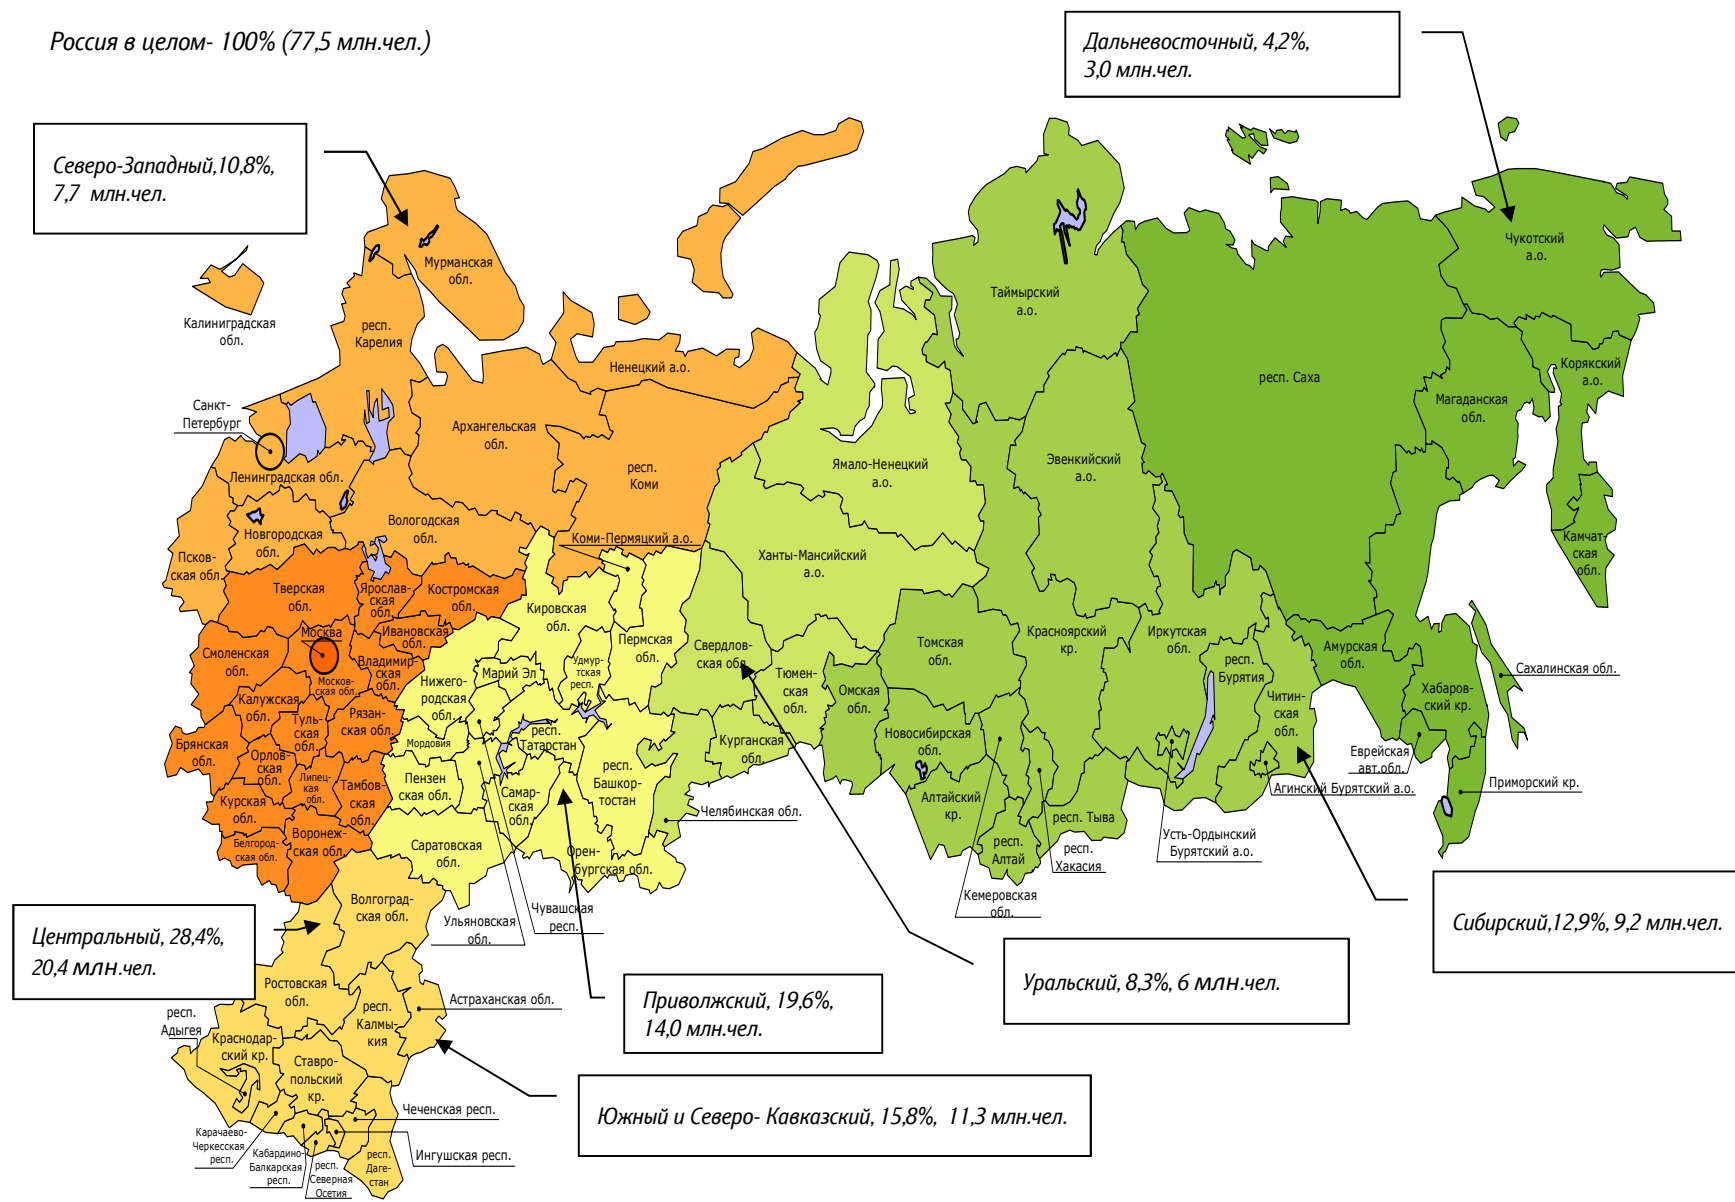 Россия в целом- 100% (77,5 млн.чел.)
Дальневосточный, 4,2%,
3,0 млн.чел.
Северо-Западный,10,8%,
7,7 млн.чел.
Калиниградская
обл.
Мурманская
обл.
респ.
Карелия
Санкт-
Петербург
Ленинградская обл.
Новгородская
обл.
Псков-
ская обл.
Вологодская
обл.
Архангельская
обл.
Ненецкий а.о.
респ.
Коми
Коми-Пермяцкий а.о.
Таймырский
а.о.
Ямало-Ненецкий
а.о.
Ханты-Мансийский
а.о.
Эвенкийский
а.о.
респ. Саха
Чукотский
а.о.
Корякский
а.о.
Магаданская
обл.
Камчат-
ская
обл.
Тверская
обл.
Ярослав-
ская
обл.
Костромская
обл.
Москва
Ивановская
обл.
Владимир-
ская
обл.
Смоленская
обл.
Москов-
ская обл.
Калужская
обл.
Туль-
ская
обл.
Рязан-
ская обл.
Брянская
обл.
Орлов-
ская
обл.
Липец-
кая
обл.
Тамбов-
ская
обл.
Курская
обл.
Белгород-
ская обл.
Воронеж-
ская обл.
Кировская
обл.
Пермская
обл.
Удмур-
тская
респ.
Марий Эл
Нижего-
родская
обл.
Мордовия
респ.
Татарстан
Пензен
ская обл.
Самар-
ская
обл.
респ.
Башкор-
тостан
Саратовская
обл.
Орен-
бургская обл.
Ульяновская
обл.
Чувашская
респ.
Свердлов-
ская обл.
Тюмен-
ская
обл.
Курганская
обл.
Челябинская обл.
Омская
обл.
Томская
обл.
Новосибирская
обл.
Алтайский
кр.
респ.
Алтай
Кемеровская
обл.
респ.
Хакасия
Красноярский
кр.
респ. Тыва
Иркутская
обл.
респ.
Бурятия
Читин-
ская
обл.
Усть-Ордынский
Бурятский а.о.
Агинский Бурятский а.о.
Амурская
обл.
Хабаров-
ский кр.
Еврейская
авт.обл.
Приморский кр.
Сахалинская обл.
Волгоград-
ская обл.
Центральный, 28,4%,
20,4 млн.чел.
Ростовская
обл.
респ.
Калмы-
кия
Астраханская обл.
респ.
Адыгея
Краснодар-
ский кр.
Ставро-
польский
кр.
Чеченская респ.
Ингушская респ.
Карачаево-
Черкесская
респ.
Кабардино-
Балкарская
респ.
респ.
Северная
Осетия
респ.
Даге-
стан
Приволжский, 19,6%,
14,0 млн.чел.
Уральский, 8,3%, 6 млн.чел.
Сибирский,12,9%, 9,2 млн.чел.
Южный и Северо- Кавказский, 15,8%, 11,3 млн.чел.